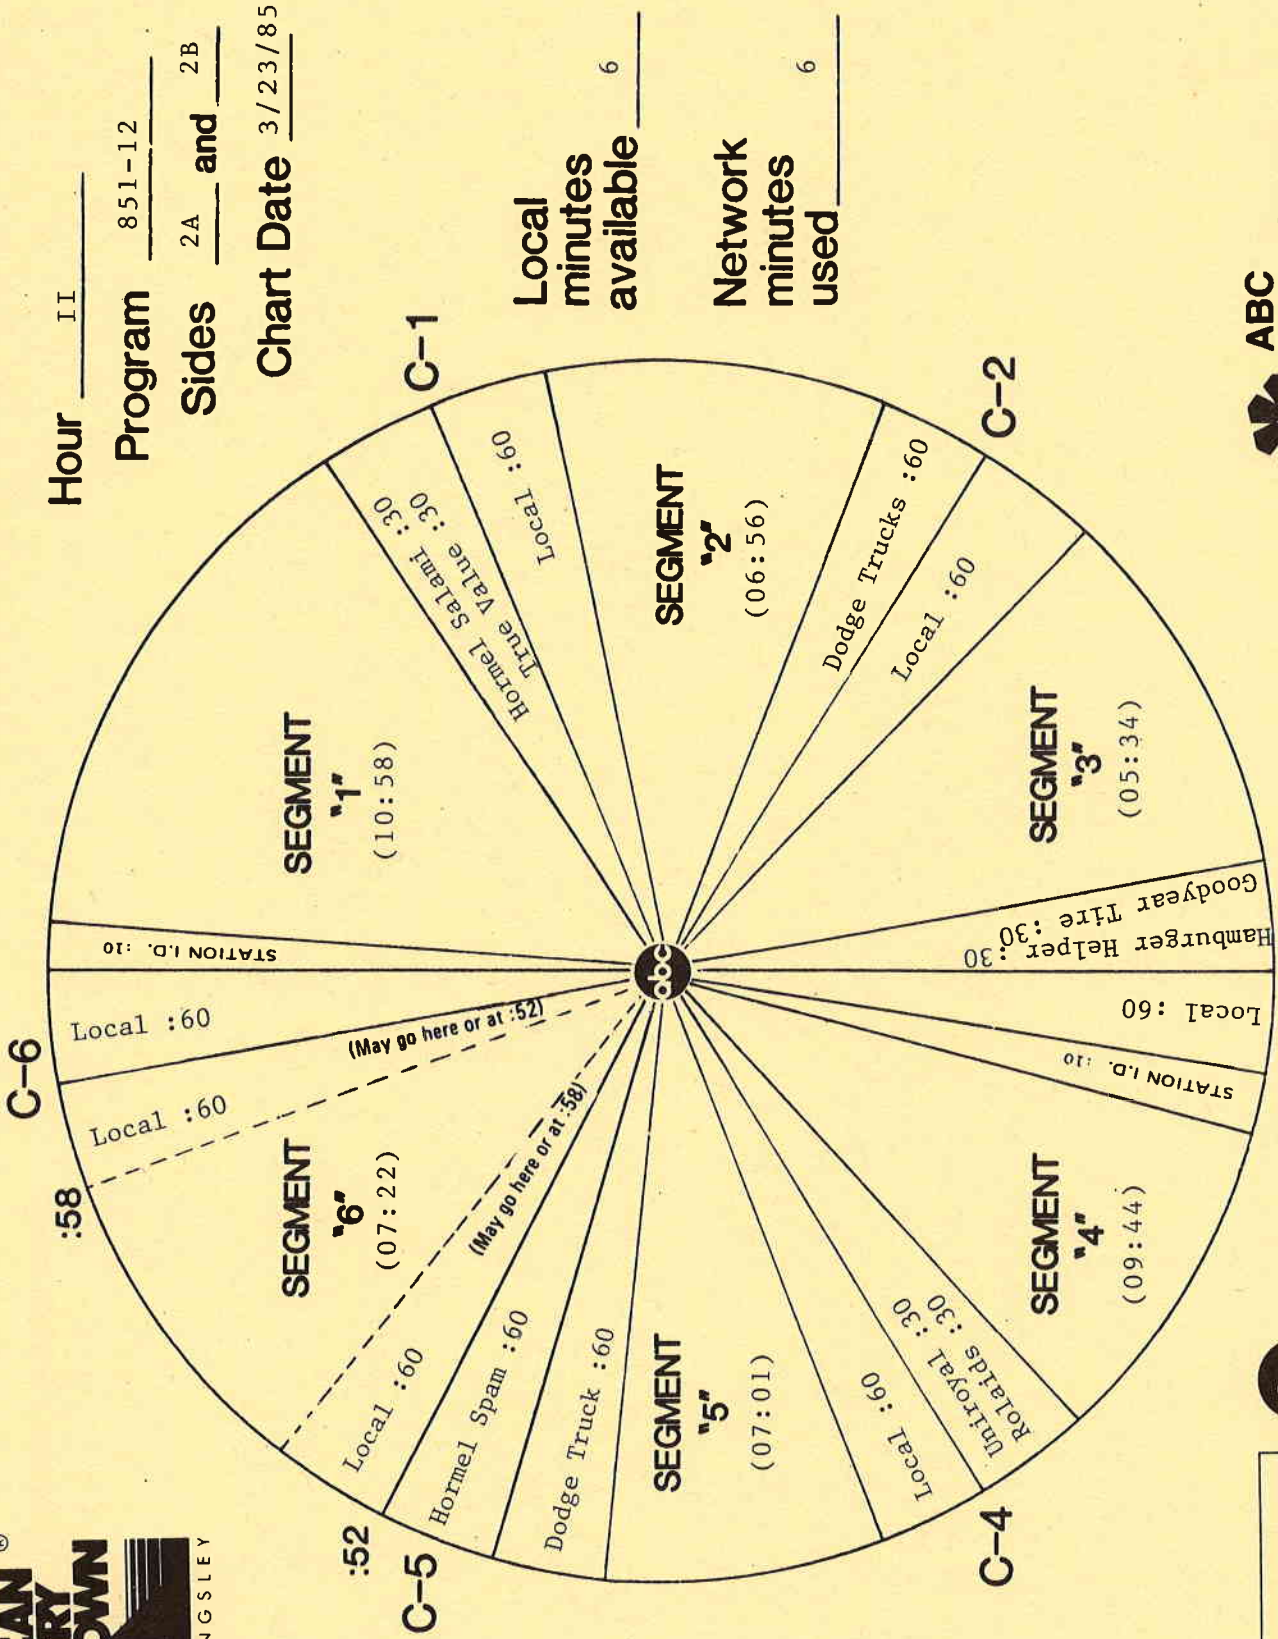 Hour II
Program 851-12
Sides 2A and 2B
Chart Date 3/23/85
Local
minutes
available 6
Network
minutes
used 6
ABC
NGSLEY
C-6
STATION I.D. :10
SEGMENT
"1"
(10:58)
Hormel Salami :30
True Value :30
C-1
Local :60
SEGMENT
"2"
(06:56)
Dodge Trucks :60
C-2
Local :60
SEGMENT
"3"
(05:34)
Goodyear Tire :30
Hamburger Helper :30
Local :60
STATION I.D. :10
SEGMENT
"4"
(09:44)
Rolaids :30
Uniroyal :30
C-4
Local :60
SEGMENT
"5"
(07:01)
Dodge Truck :60
C-5
Hormel Spam :60
:52
Local :60
(May go here or at :58)
SEGMENT
"6"
(07:22)
:58
Local :60
(May go here or at :52)
Local :60
abc